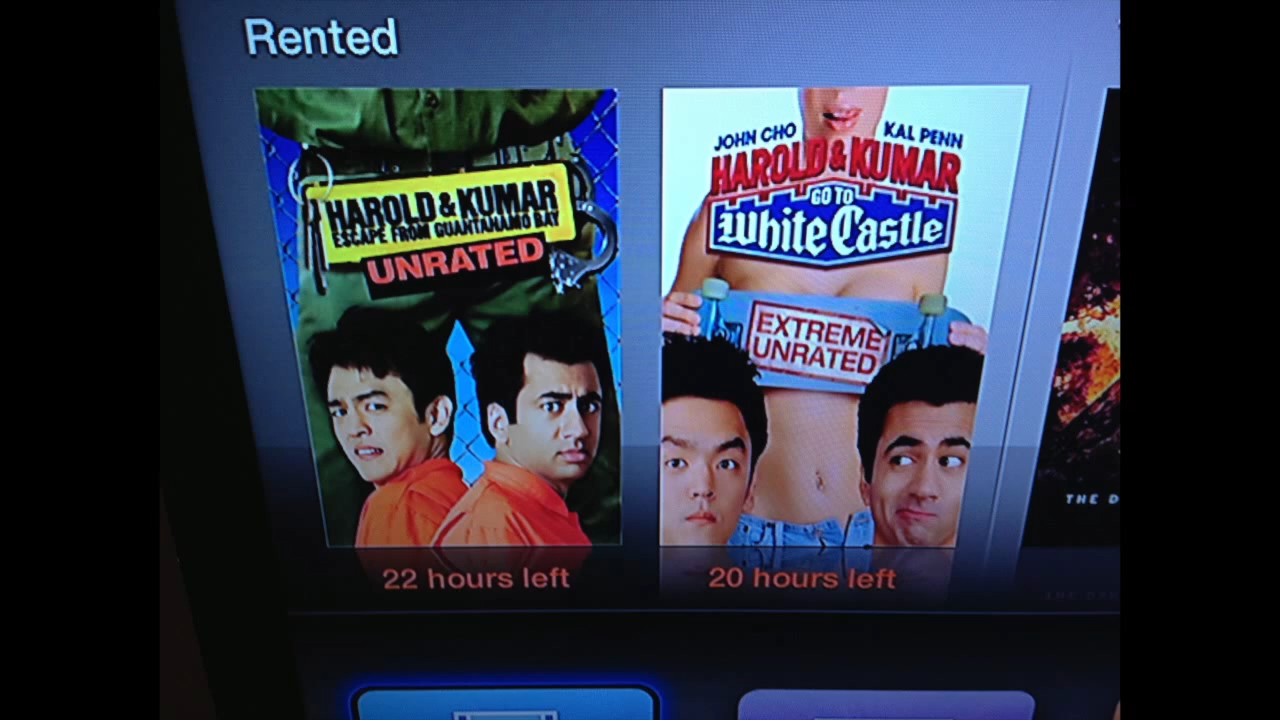 Rented
HAROLD & KUMAR
ESCAPE FROM GUANTANAMO BAY
UNRATED
22 hours left
JOHN CHO KAL PENN
HAROLD & KUMAR
GO TO
White Castle
EXTREME
UNRATED
20 hours left
THE D